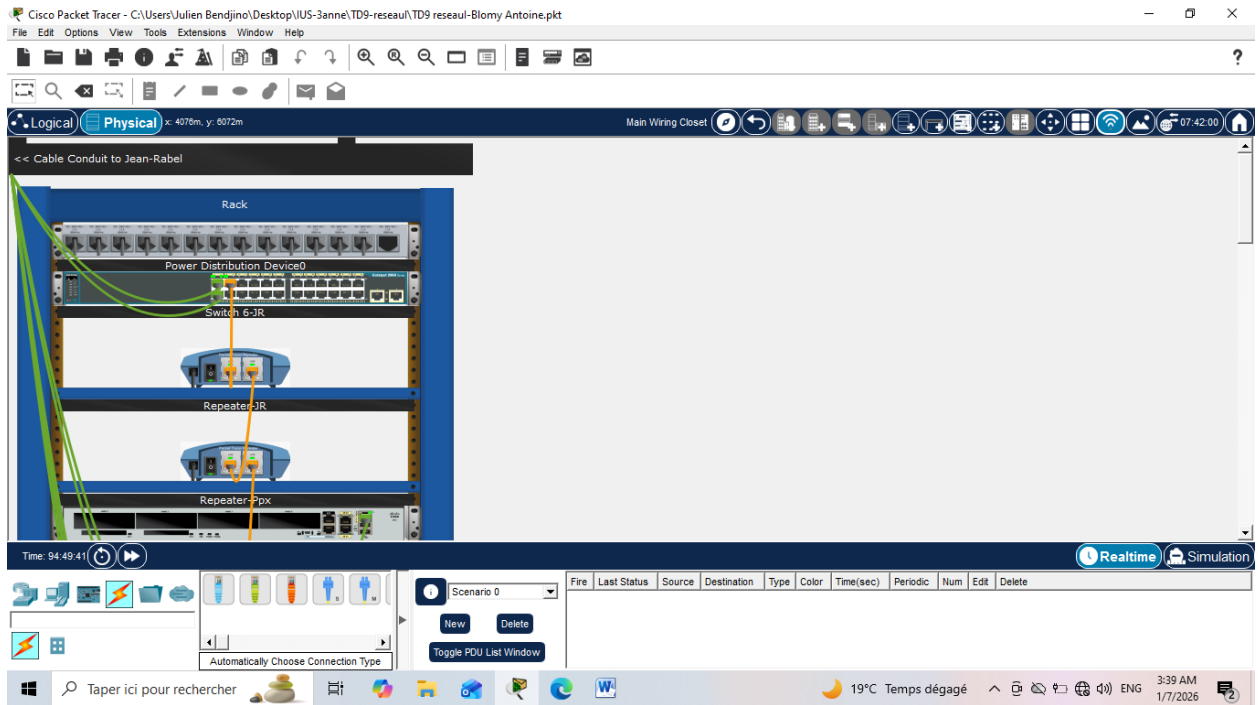 Cisco Packet Tracer - C:\Users\Julien Bendjino\Desktop\IUS-3anne\TD9-reseaul\TD9 reseaul-Blomy Antoine.pkt
File Edit Options View Tools Extensions Window Help
?
Logical Physical x: 4076m, y: 6072m Main Wiring Closet 07:42:00
<< Cable Conduit to Jean-Rabel
Rack
Power Distribution Device0
Switch 6-JR
Repeater-JR
Repeater-Ppx
Time: 94:49:41 Realtime Simulation
Scenario 0 Fire Last Status Source Destination Type Color Time(sec) Periodic Num Edit Delete
New Delete
Toggle PDU List Window
Automatically Choose Connection Type
Taper ici pour rechercher 19°C Temps dégagé ENG 3:39 AM
1/7/2026 2